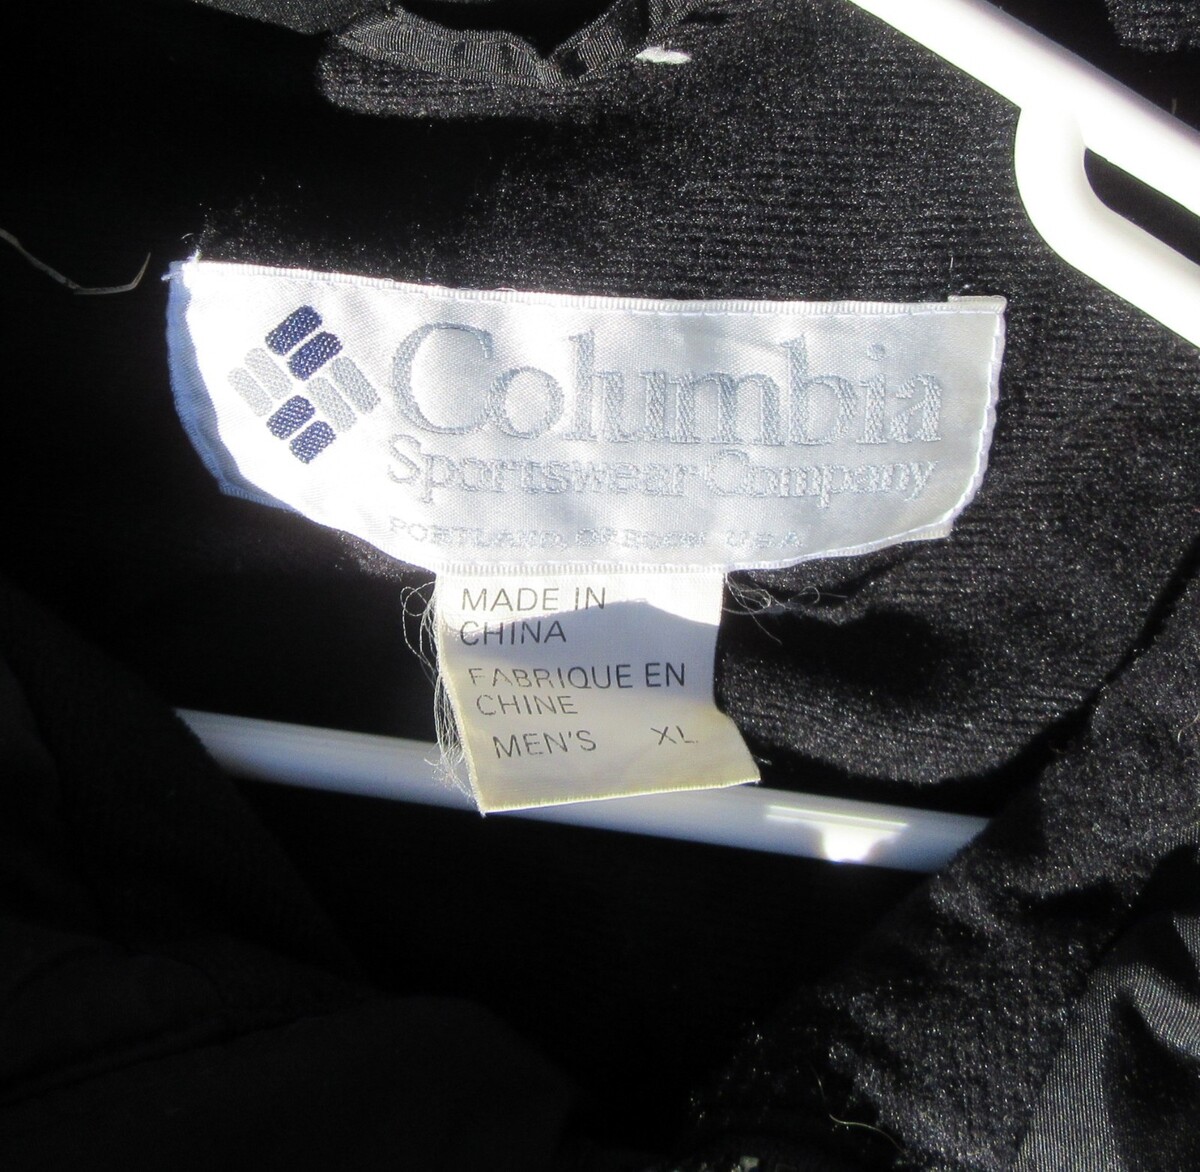 Columbia
Sportswear Company
PORTLAND, OREGON U.S.A.
MADE IN
CHINA
FABRIQUE EN
CHINE
MEN'S XL